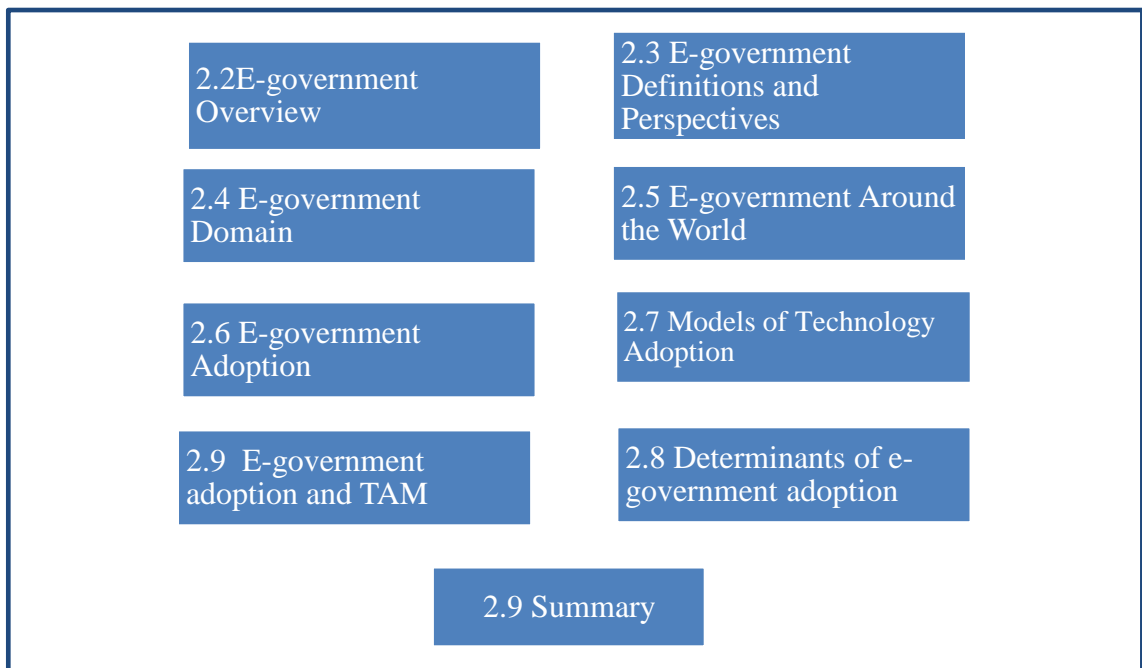 2.2E-government
Overview
2.3 E-government
Definitions and
Perspectives
2.4 E-government
Domain
2.5 E-government Around
the World
2.6 E-government
Adoption
2.7 Models of Technology
Adoption
2.9 E-government
adoption and TAM
2.8 Determinants of e-
government adoption
2.9 Summary